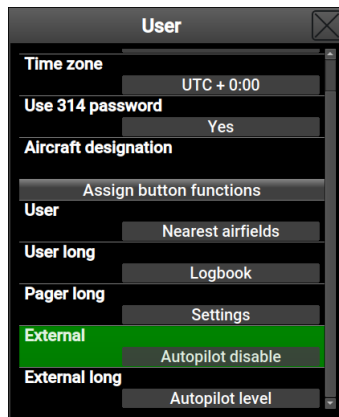 User
Time zone
UTC + 0:00
Use 314 password
Yes
Aircraft designation
Assign button functions
User
Nearest airfields
User long
Logbook
Pager long
Settings
External
Autopilot disable
External long
Autopilot level